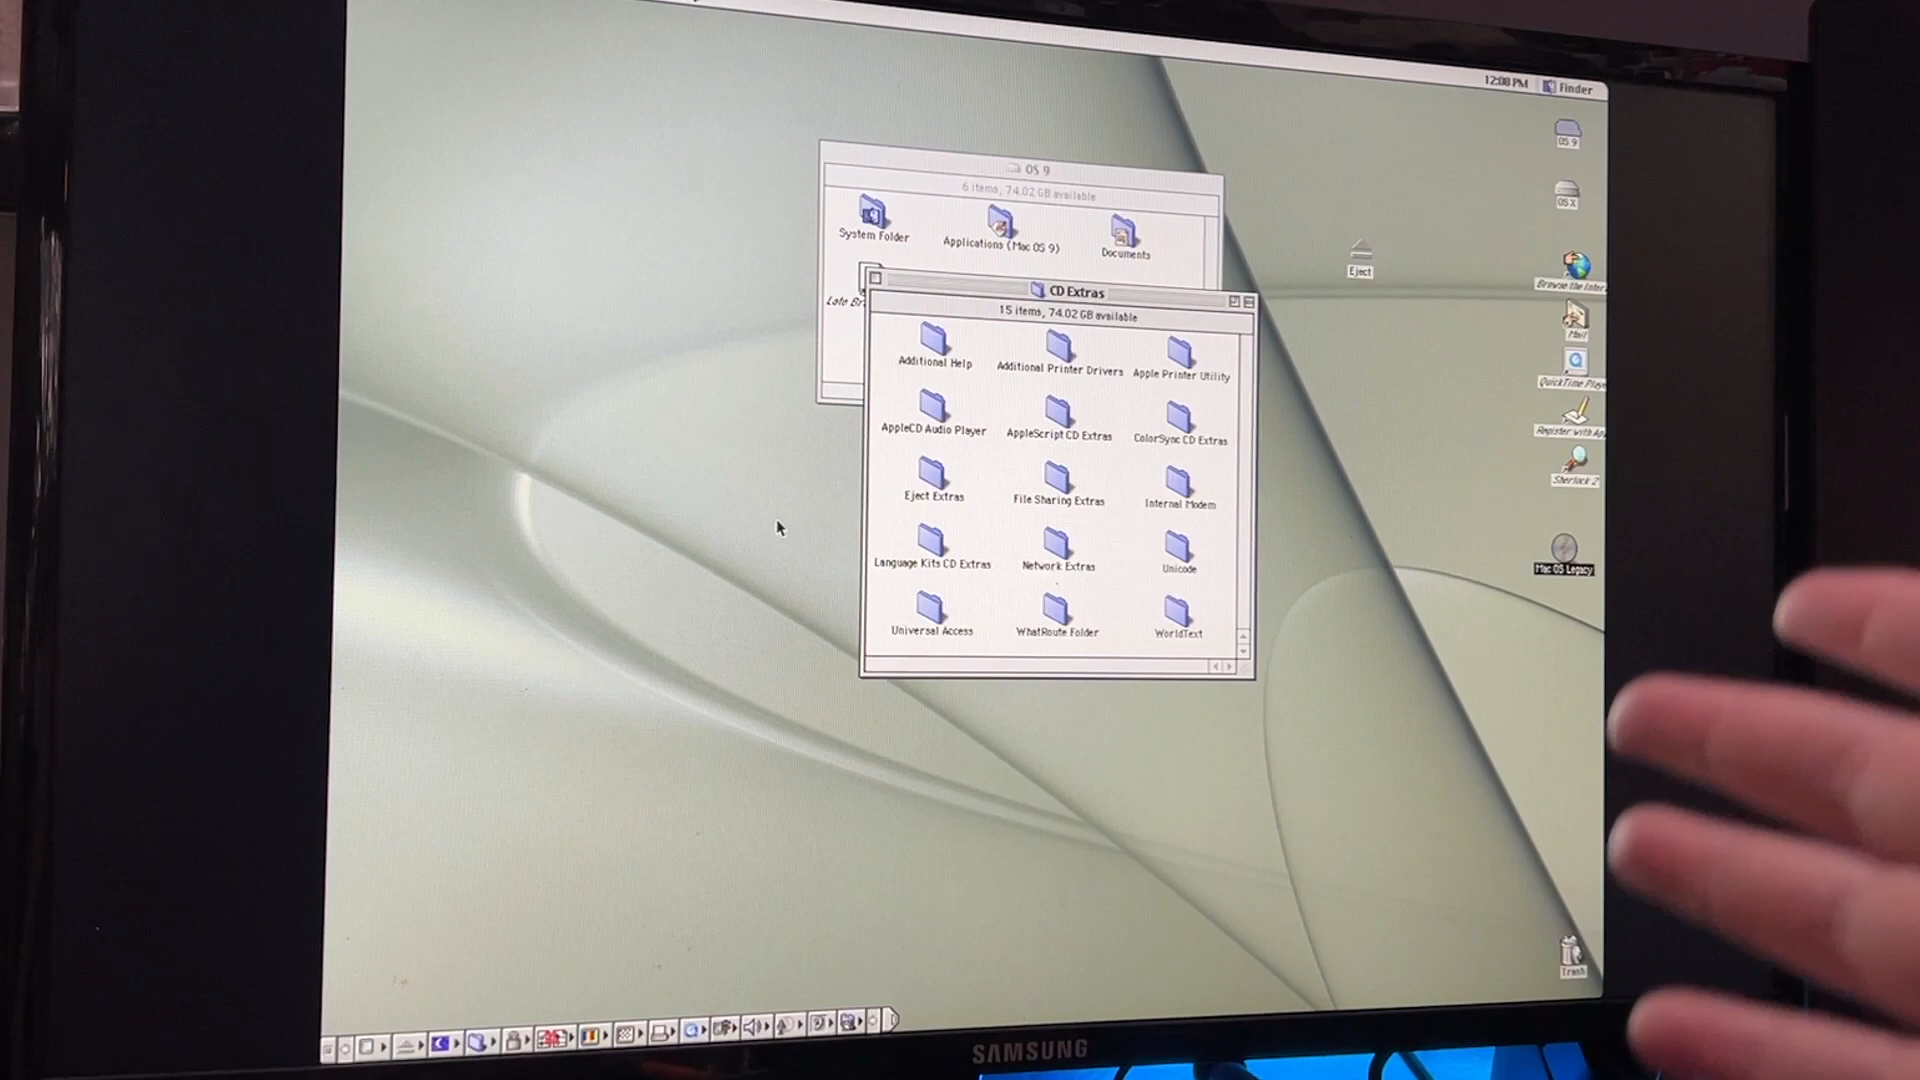 12:08 PM
Finder
OS 9
OS X
OS 9
6 items, 74.02 GB available
System Folder
Applications (Mac OS 9)
Documents
Late Br
Eject
Browse the Inter
Mail
QuickTime Playe
Register with Ap
Sherlock 2
Mac OS Legacy
Trash
CD Extras
15 items, 74.02 GB available
Additional Help
Additional Printer Drivers
Apple Printer Utility
AppleCD Audio Player
AppleScript CD Extras
ColorSync CD Extras
Eject Extras
File Sharing Extras
Internal Modem
Language Kits CD Extras
Network Extras
Unicode
Universal Access
WhatRoute Folder
WorldText
SAMSUNG